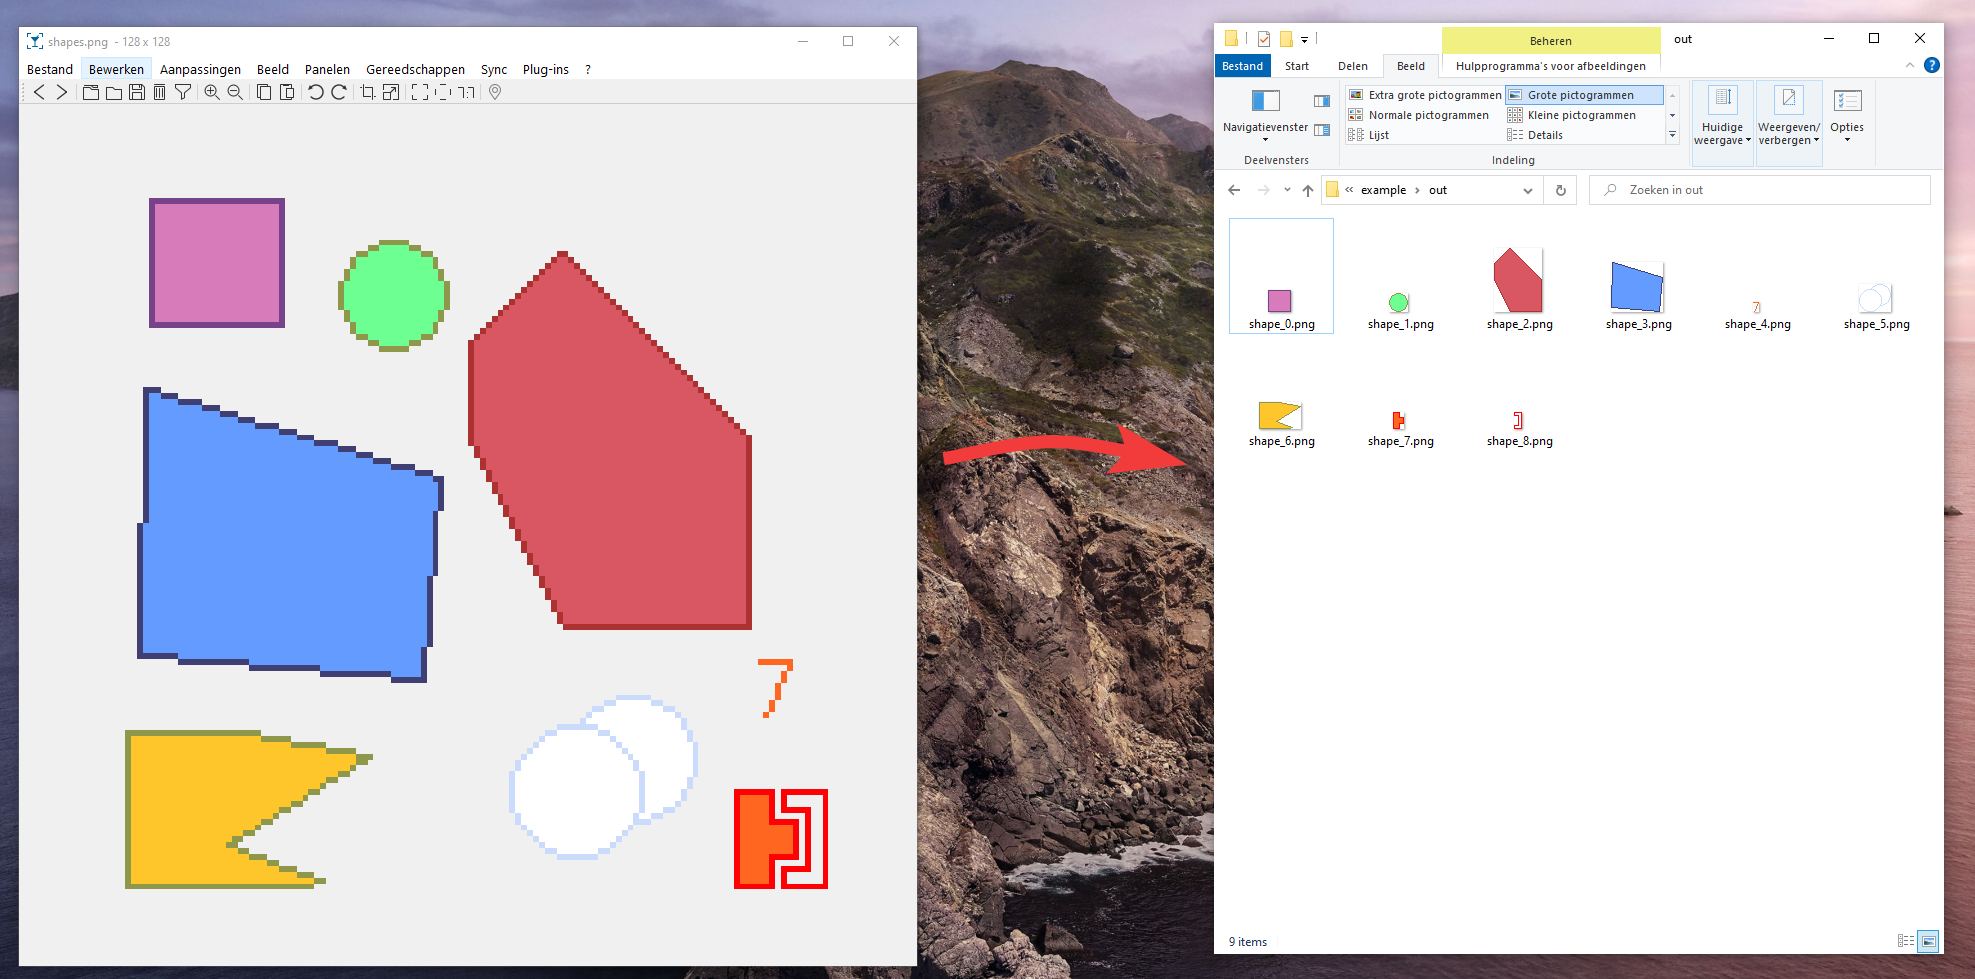 shapes.png - 128 x 128
Bestand Bewerken Aanpassingen Beeld Panelen Gereedschappen Sync Plug-ins ?
7
Beheren
out
Bestand Start Delen Beeld Hulpprogramma's voor afbeeldingen
Navigatievenster
Deelvensters
Extra grote pictogrammen Grote pictogrammen
Normale pictogrammen Kleine pictogrammen
Lijst Details
Indeling
Huidige
weergave
Weergeven/
verbergen
Opties
« example › out
Zoeken in out
7
shape_0.png shape_1.png shape_2.png shape_3.png shape_4.png shape_5.png
shape_6.png shape_7.png shape_8.png
9 items